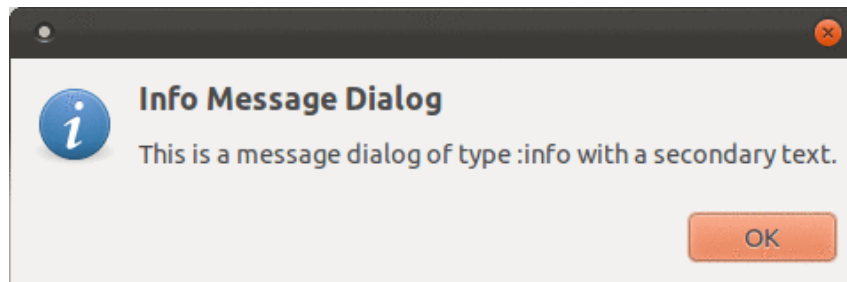 Info Message Dialog
This is a message dialog of type :info with a secondary text.
OK